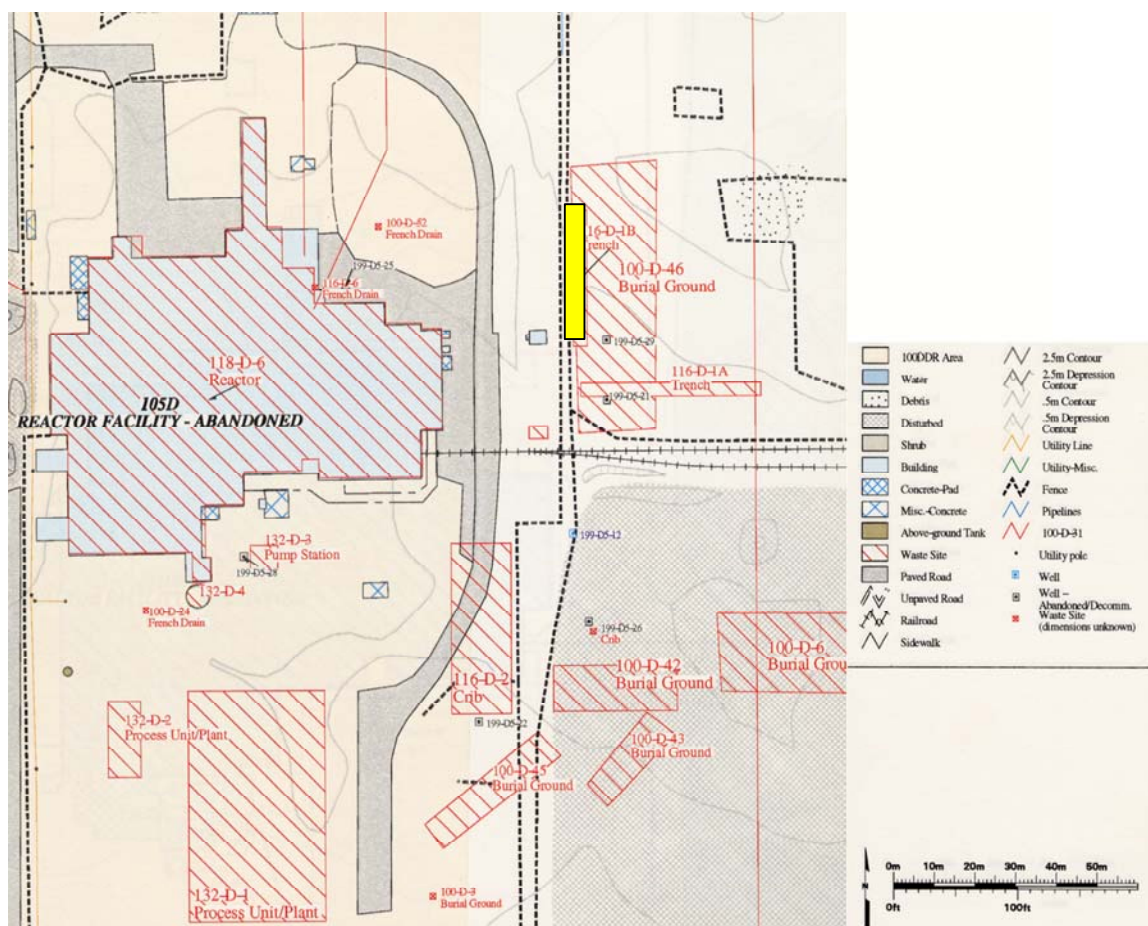 100-D-52
French Drain
199-D5-25
116-D-6
French Drain
16-D-1B
Trench
100-D-46
Burial Ground
199-D5-29
116-D-1A
Trench
199-D5-21
118-D-6
Reactor
105D
REACTOR FACILITY - ABANDONED
199-D5-12
132-D-3
Pump Station
199-D5-28
132-D-4
100-D-24
French Drain
199-D5-26
Crib
116-D-2
Crib
100-D-42
Burial Ground
100-D-6
Burial Grou
199-D5-22
132-D-2
Process Unit/Plant
100-D-43
Burial Ground
100-D-45
Burial Ground
132-D-1
Process Unit/Plant
100-D-3
Burial Ground
100DDR Area
Water
Debris
Disturbed
Shrub
Building
Concrete-Pad
Misc.-Concrete
Above-ground Tank
Waste Site
Paved Road
Unpaved Road
Railroad
Sidewalk
2.5m Contour
2.5m Depression
Contour
.5m Contour
.5m Depression
Contour
Utility Line
Utility-Misc.
Fence
Pipelines
100-D-31
Utility pole
Well
Well –
Abandoned/Decomm.
Waste Site
(dimensions unknown)
0m 10m 20m 30m 40m 50m
0ft 100ft
N